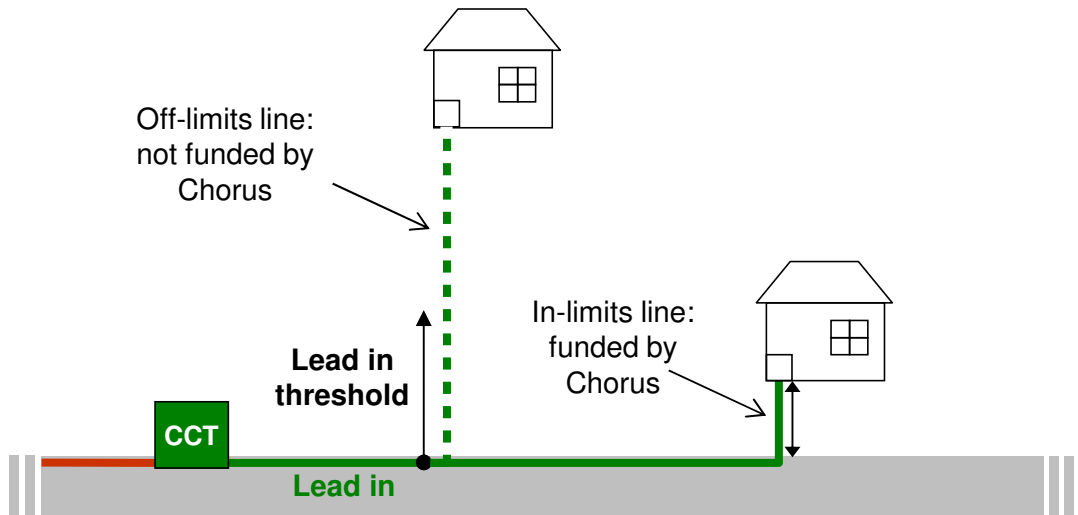 Off-limits line:
not funded by
Chorus
In-limits line:
funded by
Chorus
Lead in
threshold
CCT
Lead in